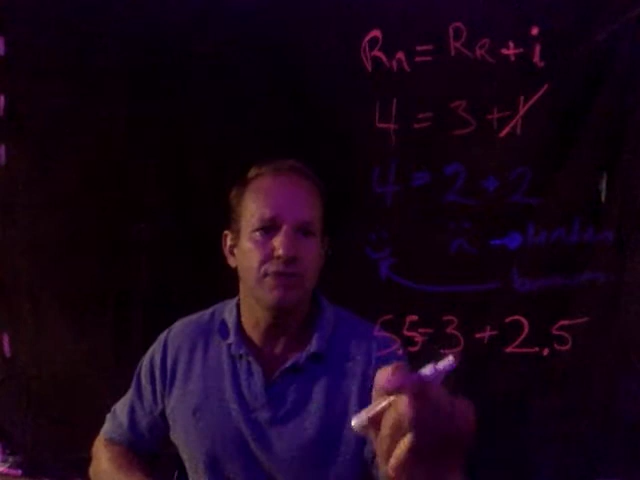 Rn = RR + i
4 = 3 + 1
4 = 2 + 2
5.5 = 3 + 2.5